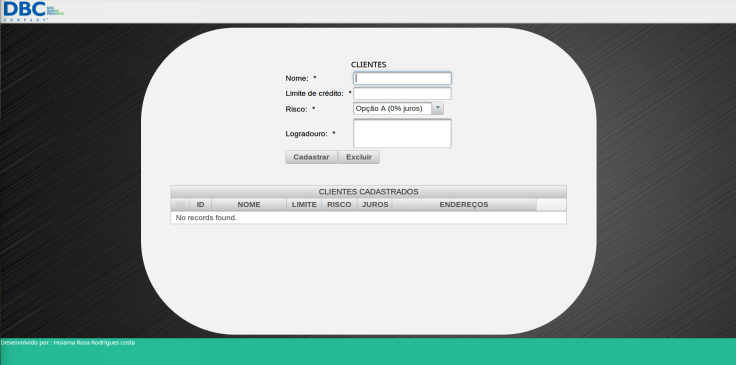 DBC
COMPANY
CLIENTES
Nome: *
Limite de crédito: *
Risco: * Opção A (0% juros)
Logradouro: *
Cadastrar Excluir
CLIENTES CADASTRADOS
ID NOME LIMITE RISCO JUROS ENDEREÇOS
No records found.
Desenvolvido por : Hoiama Rosa Rodrigues costa